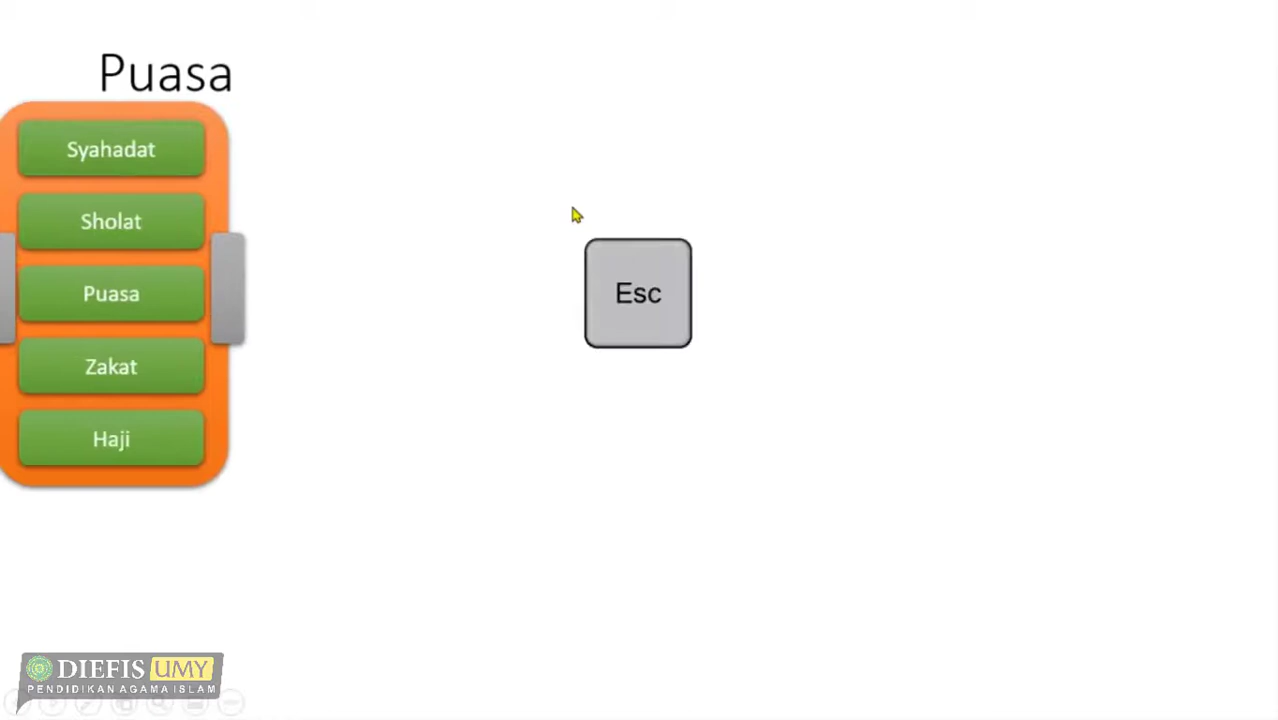 Puasa
Syahadat
Sholat
Puasa
Zakat
Haji
Esc
DIEFIS UMY
PENDIDIKAN AGAMA ISLAM